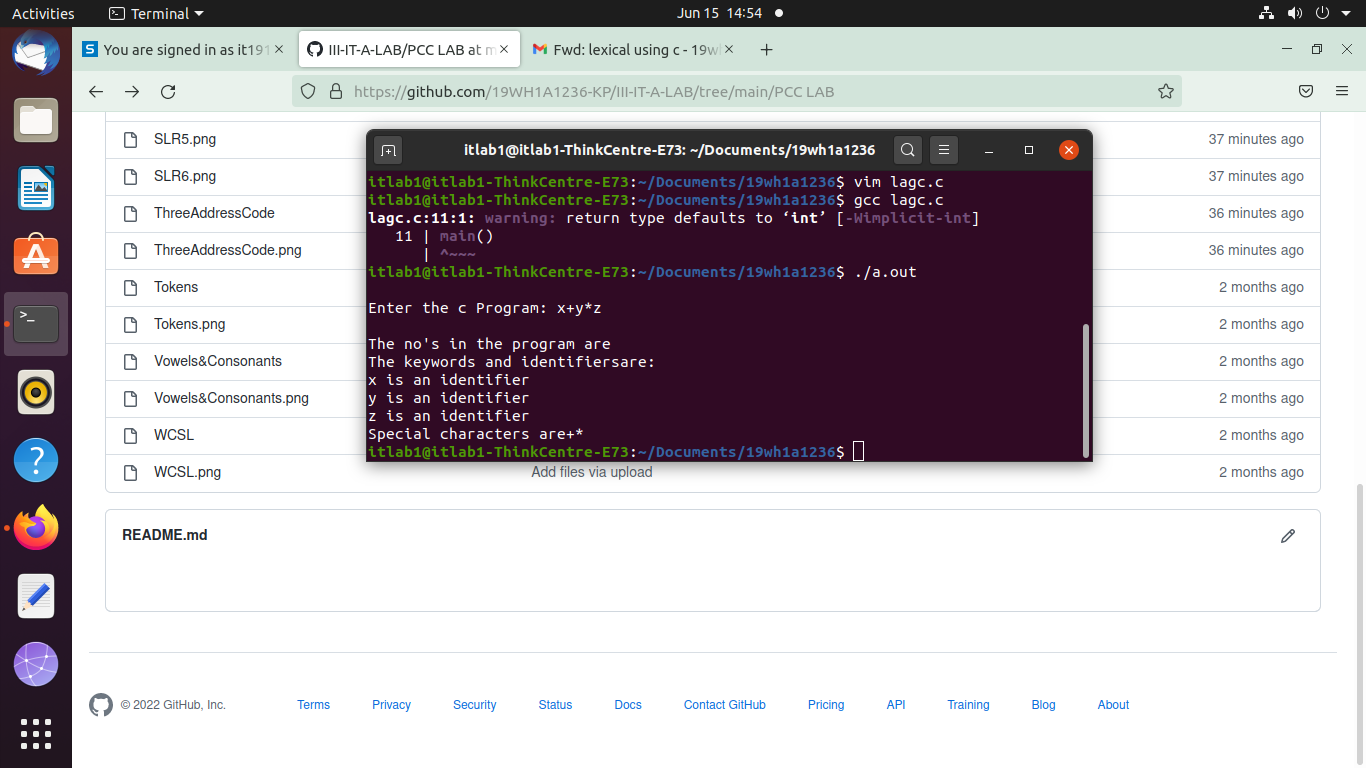 Activities Terminal Jun 15 14:54
You are signed in as it191 III-IT-A-LAB/PCC LAB at m Fwd: lexical using c - 19wh
https://github.com/19WH1A1236-KP/III-IT-A-LAB/tree/main/PCC LAB
SLR5.png 37 minutes ago
SLR6.png 37 minutes ago
ThreeAddressCode 36 minutes ago
ThreeAddressCode.png 36 minutes ago
Tokens 2 months ago
Tokens.png 2 months ago
Vowels&Consonants 2 months ago
Vowels&Consonants.png 2 months ago
WCSL 2 months ago
WCSL.png Add files via upload 2 months ago
itlab1@itlab1-ThinkCentre-E73: ~/Documents/19wh1a1236
itlab1@itlab1-ThinkCentre-E73:~/Documents/19wh1a1236$ vim lagc.c
itlab1@itlab1-ThinkCentre-E73:~/Documents/19wh1a1236$ gcc lagc.c
lagc.c:11:1: warning: return type defaults to ‘int’ [-Wimplicit-int]
11 | main()
| ^~~~
itlab1@itlab1-ThinkCentre-E73:~/Documents/19wh1a1236$ ./a.out
Enter the c Program: x+y*z
The no's in the program are
The keywords and identifiersare:
x is an identifier
y is an identifier
z is an identifier
Special characters are+*
itlab1@itlab1-ThinkCentre-E73:~/Documents/19wh1a1236$
README.md
© 2022 GitHub, Inc. Terms Privacy Security Status Docs Contact GitHub Pricing API Training Blog About